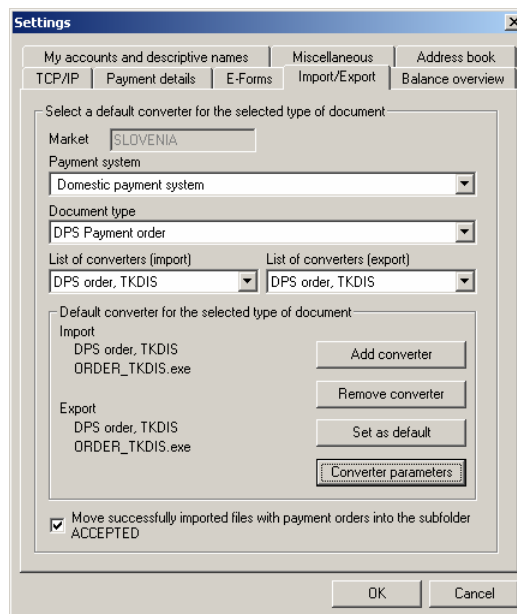 Settings
My accounts and descriptive names Miscellaneous Address book
TCP/IP Payment details E-Forms Import/Export Balance overview
Select a default converter for the selected type of document
Market SLOVENIA
Payment system
Domestic payment system
Document type
DPS Payment order
List of converters (import) List of converters (export)
DPS order, TKDIS DPS order, TKDIS
Default converter for the selected type of document
Import
DPS order, TKDIS
ORDER_TKDIS.exe
Export
DPS order, TKDIS
ORDER_TKDIS.exe
Add converter
Remove converter
Set as default
Converter parameters
Move successfully imported files with payment orders into the subfolder
ACCEPTED
OK Cancel